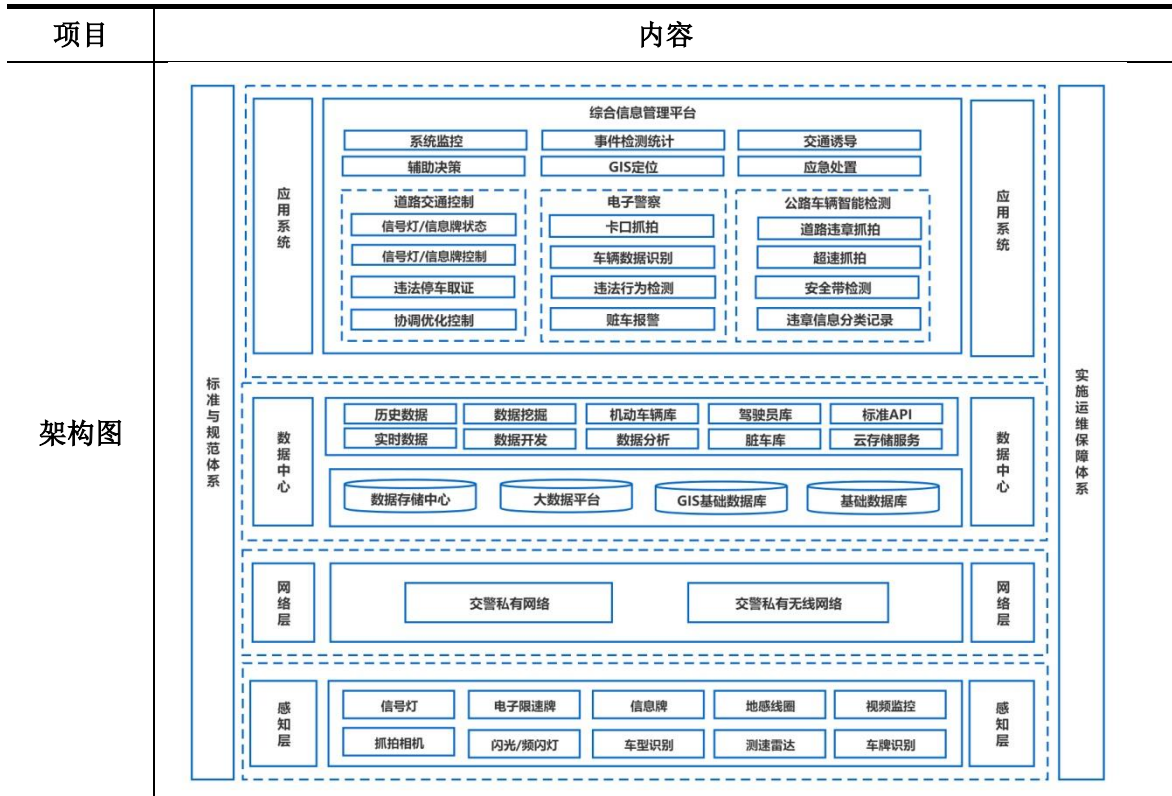 项目
内容
架构图
标准与规范体系
应用系统
综合信息管理平台
系统监控
事件检测统计
交通诱导
辅助决策
GIS定位
应急处置
道路交通控制
信号灯/信息牌状态
信号灯/信息牌控制
违法停车取证
协调优化控制
电子警察
卡口抓拍
车辆数据识别
违法行为检测
赃车报警
公路车辆智能检测
道路违章抓拍
超速抓拍
安全带检测
违章信息分类记录
应用系统
数据中心
历史数据
数据挖掘
机动车辆库
驾驶员库
标准API
实时数据
数据开发
数据分析
脏车库
云存储服务
数据存储中心
大数据平台
GIS基础数据库
基础数据库
数据中心
网络层
交警私有网络
交警私有无线网络
网络层
感知层
信号灯
电子限速牌
信息牌
地感线圈
视频监控
抓拍相机
闪光/频闪灯
车型识别
测速雷达
车牌识别
感知层
实施运维保障体系